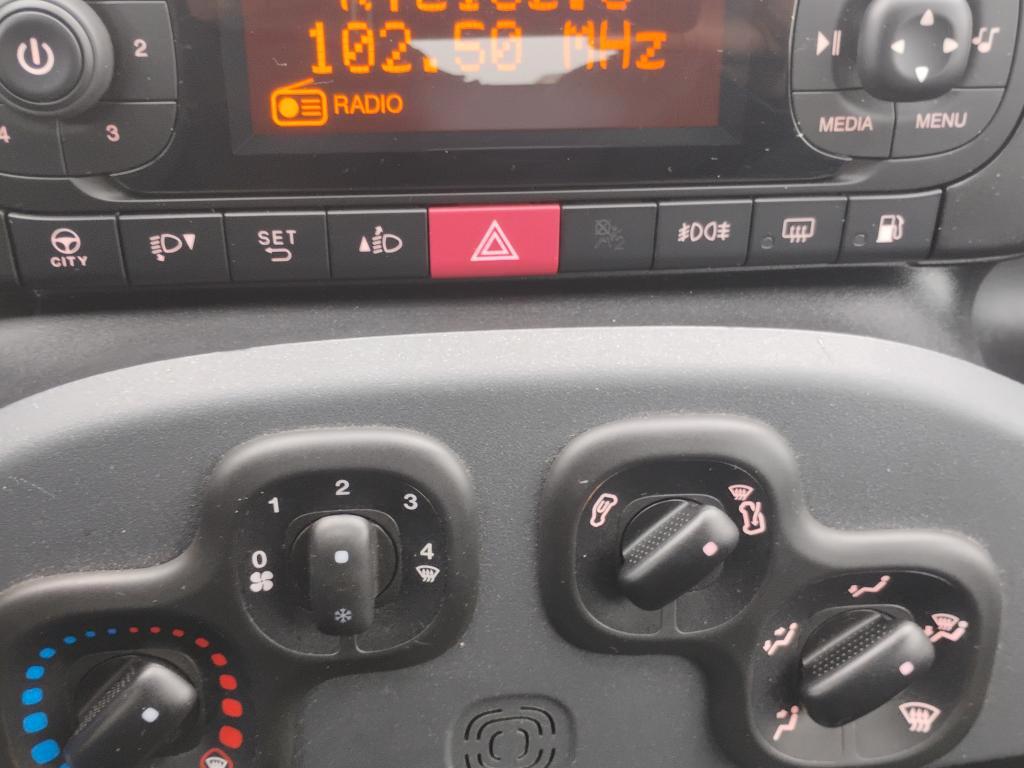 2
102.50 MHz
RADIO
4
3
MEDIA
MENU
CITY
SET
1
2
3
0
4